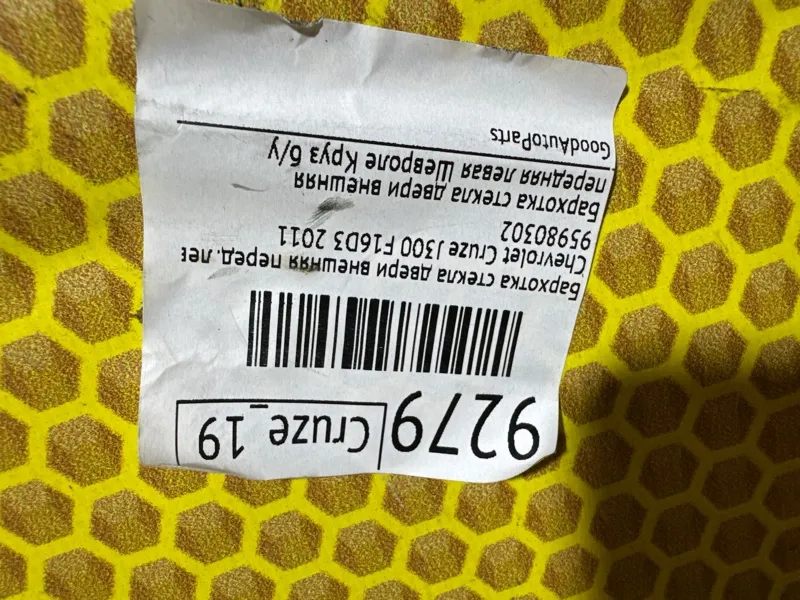 9279 Cruze_19
Бархотка стекла двери внешняя перед. лев
Chevrolet Cruze J300 F16D3 2011
95980302
Бархотка стекла двери внешняя
передняя левая Шевроле Круз б/у
GoodAutoParts